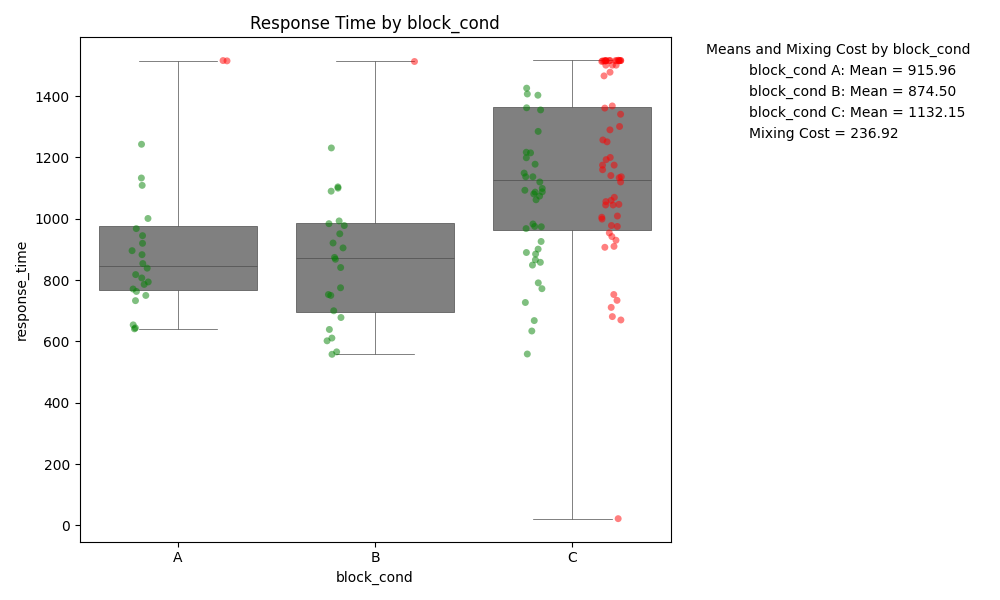 Response Time by block_cond
Means and Mixing Cost by block_cond
block_cond A: Mean = 915.96
block_cond B: Mean = 874.50
block_cond C: Mean = 1132.15
Mixing Cost = 236.92
response_time
1400
1200
1000
800
600
400
200
0
A
B
C
block_cond